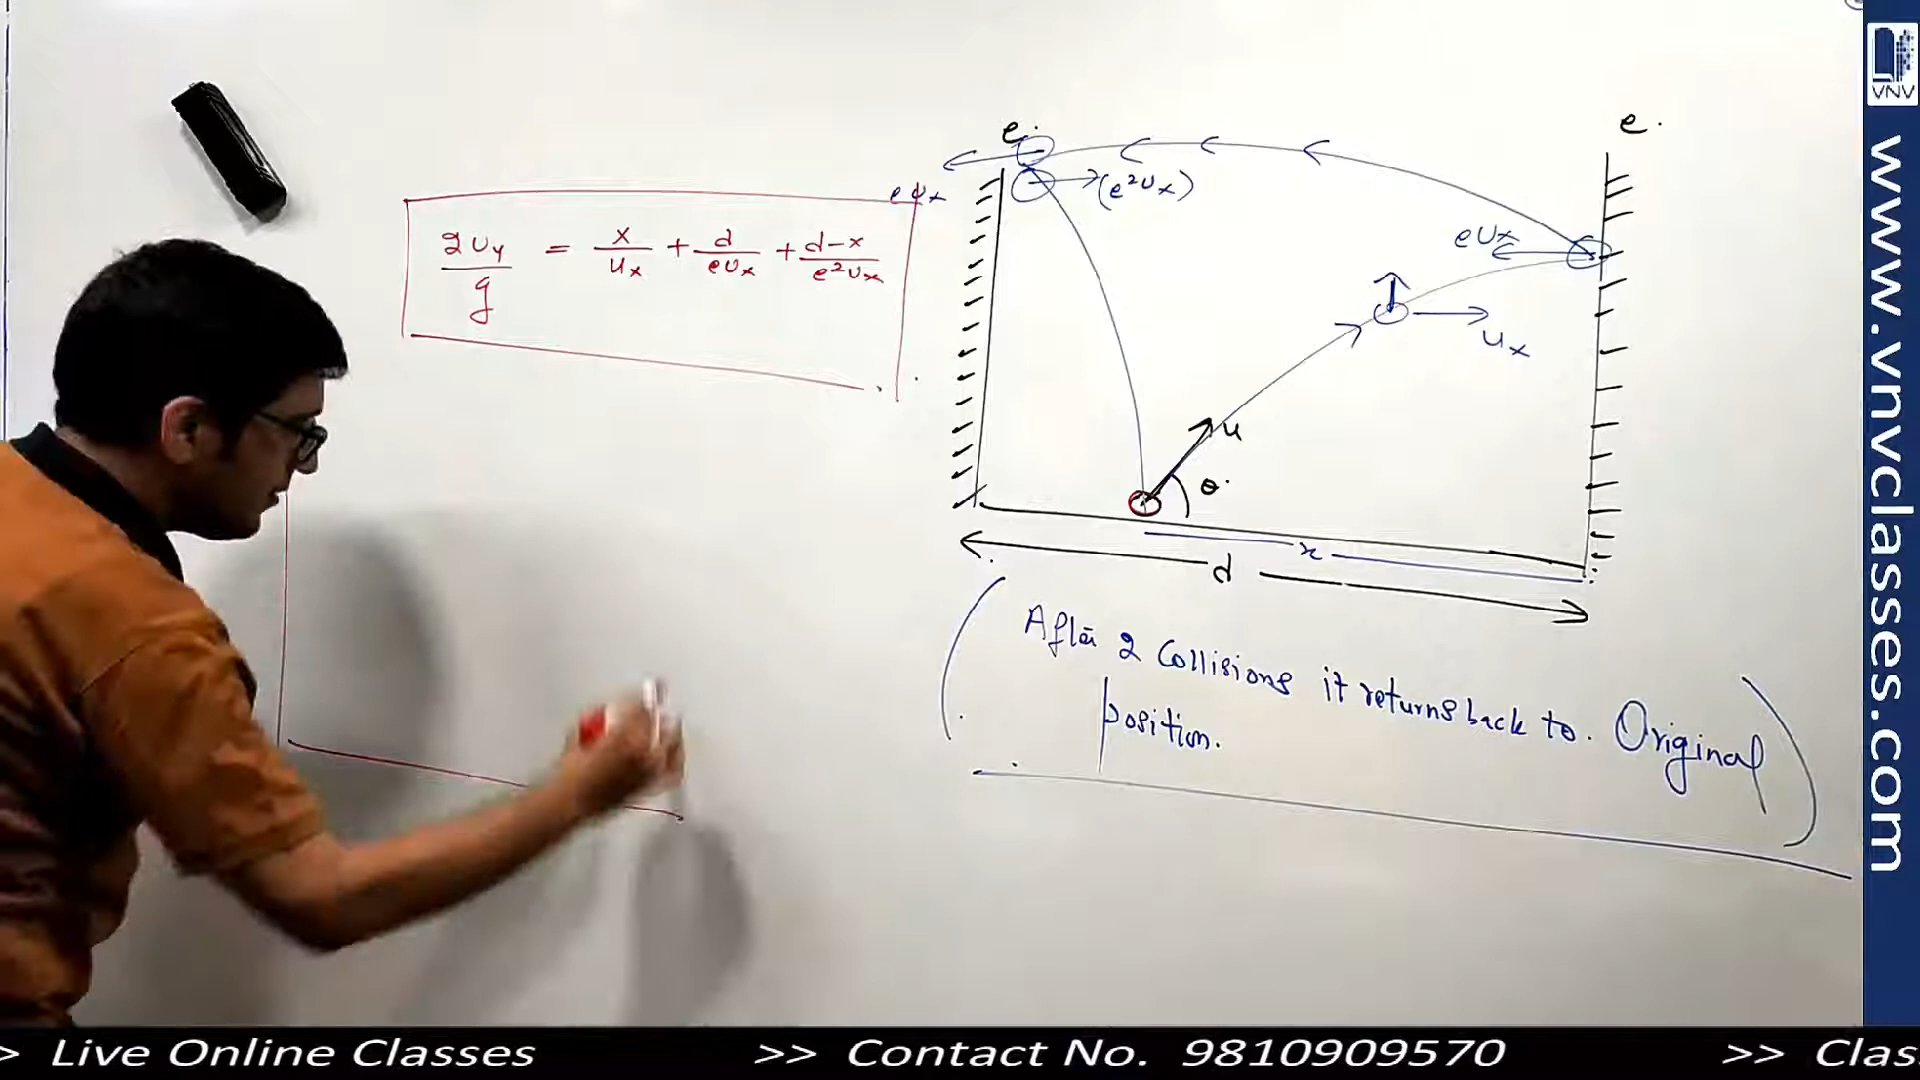 2uy/g = x/ux + d/eux + d-x/e²ux
e.
e.
eux
(e²ux)
eux
ux
u
θ.
x
d
(After 2 Collisions it returns back to. Original
position.)
VNV
www.vnvclasses.com
> Live Online Classes >> Contact No. 9810909570 >> Clas